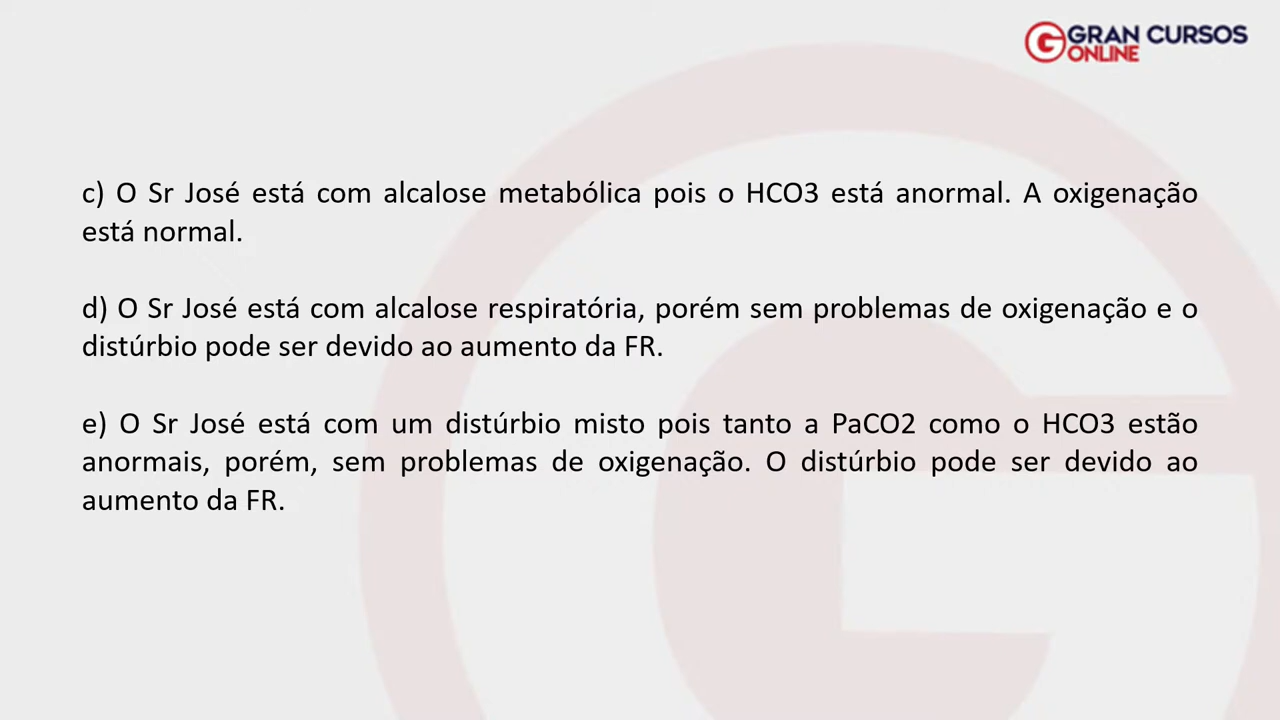 GRAN CURSOS
ONLINE
c) O Sr José está com alcalose metabólica pois o HCO3 está anormal. A oxigenação
está normal.
d) O Sr José está com alcalose respiratória, porém sem problemas de oxigenação e o
distúrbio pode ser devido ao aumento da FR.
e) O Sr José está com um distúrbio misto pois tanto a PaCO2 como o HCO3 estão
anormais, porém, sem problemas de oxigenação. O distúrbio pode ser devido ao
aumento da FR.